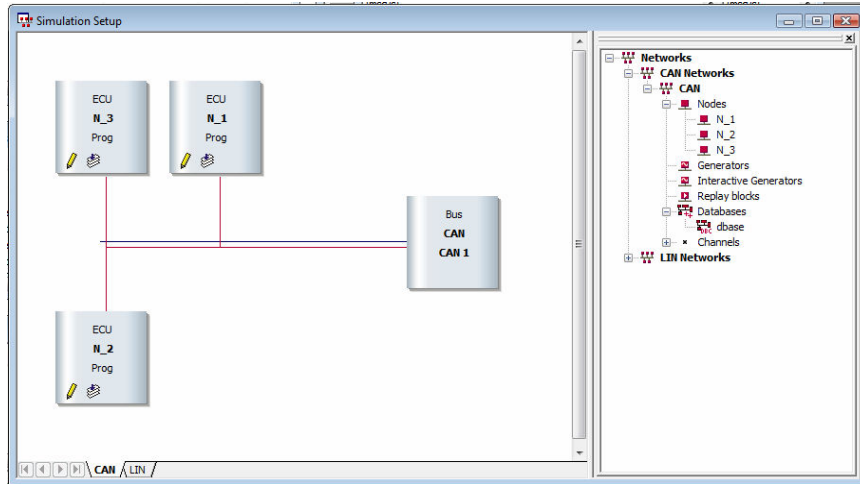 Simulation Setup
ECU
N_3
Prog
ECU
N_1
Prog
Bus
CAN
CAN 1
ECU
N_2
Prog
CAN
LIN
Networks
CAN Networks
CAN
Nodes
N_1
N_2
N_3
Generators
Interactive Generators
Replay blocks
Databases
dbase
Channels
LIN Networks